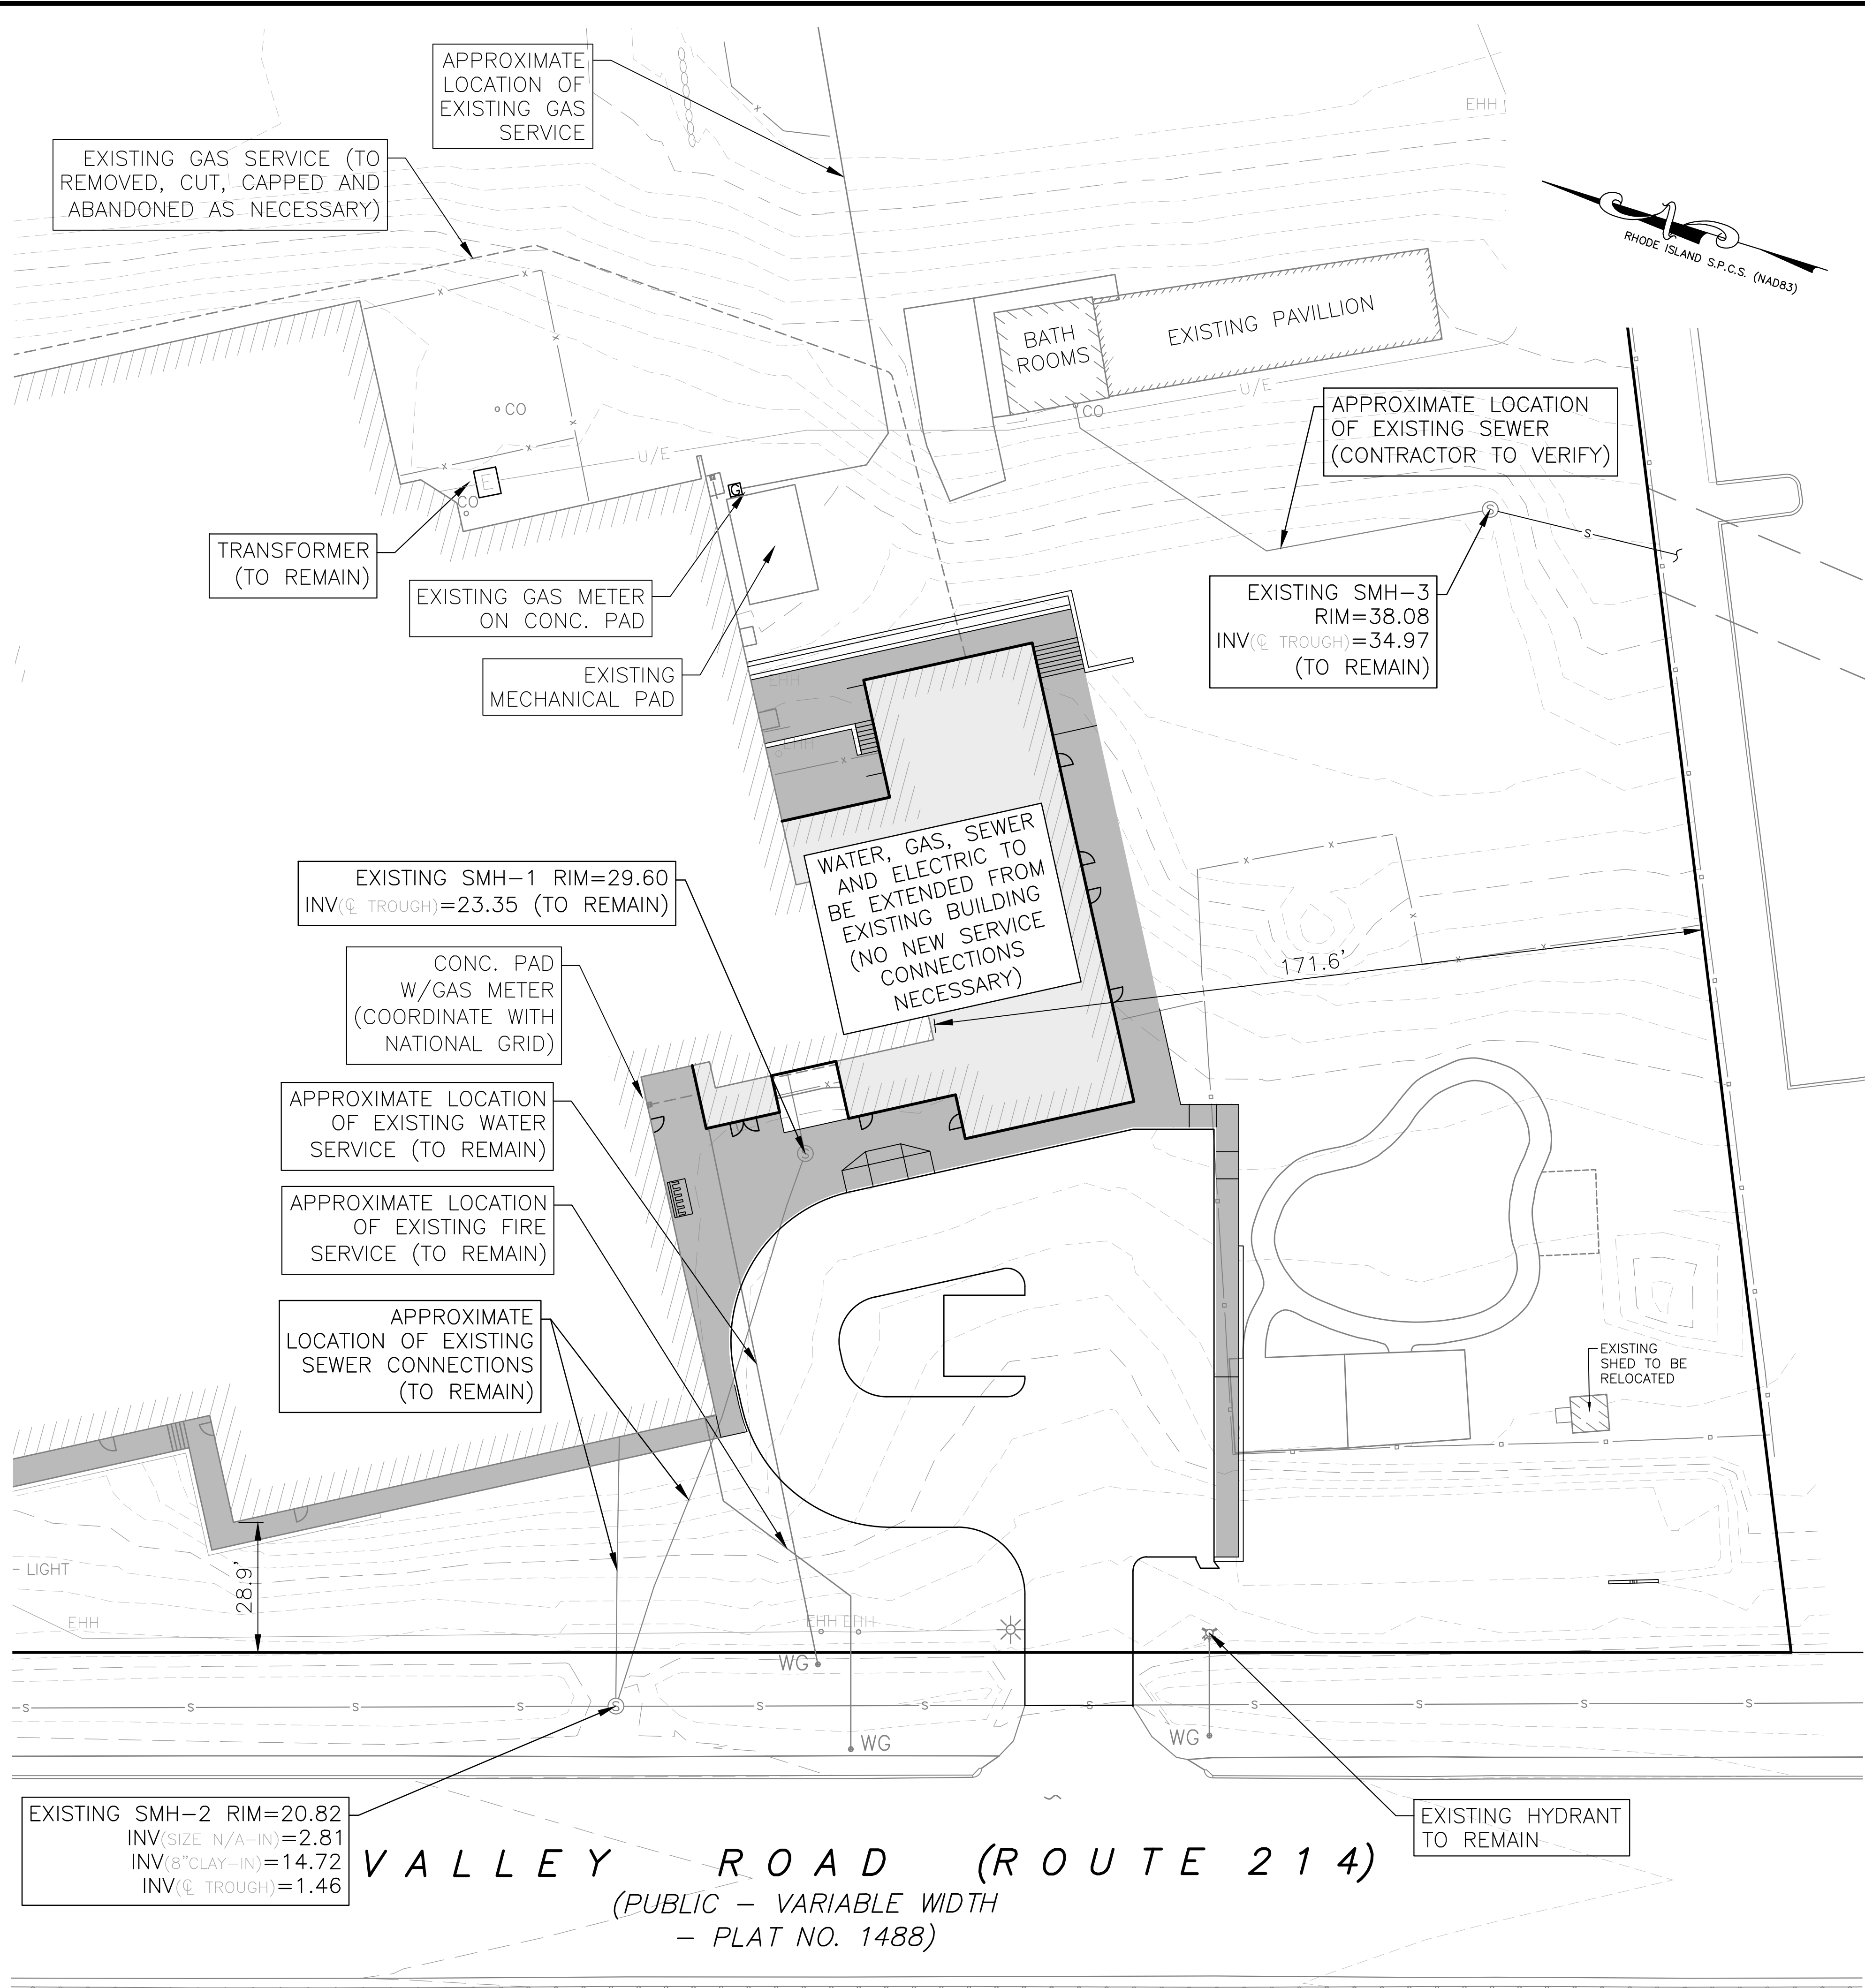 APPROXIMATE
LOCATION OF
EXISTING GAS
SERVICE
EHH
EXISTING GAS SERVICE (TO
REMOVED, CUT, CAPPED AND
ABANDONED AS NECESSARY)
RHODE ISLAND S.P.C.S. (NAD83)
BATH
ROOMS
EXISTING PAVILLION
U/E
CO
CO
U/E
E
CO
G
APPROXIMATE LOCATION
OF EXISTING SEWER
(CONTRACTOR TO VERIFY)
S
S
TRANSFORMER
(TO REMAIN)
EXISTING GAS METER
ON CONC. PAD
EXISTING SMH-3
RIM=38.08
INV(℄ TROUGH)=34.97
(TO REMAIN)
EXISTING
MECHANICAL PAD
EHH
EHH
WATER, GAS, SEWER
AND ELECTRIC TO
BE EXTENDED FROM
EXISTING BUILDING
(NO NEW SERVICE
CONNECTIONS
NECESSARY)
EXISTING SMH-1 RIM=29.60
INV(℄ TROUGH)=23.35 (TO REMAIN)
171.6'
CONC. PAD
W/GAS METER
(COORDINATE WITH
NATIONAL GRID)
APPROXIMATE LOCATION
OF EXISTING WATER
SERVICE (TO REMAIN)
S
APPROXIMATE LOCATION
OF EXISTING FIRE
SERVICE (TO REMAIN)
APPROXIMATE
LOCATION OF EXISTING
SEWER CONNECTIONS
(TO REMAIN)
EXISTING
SHED TO BE
RELOCATED
LIGHT
28.9'
EHH
EHH EHH
WG
S S S S S S S S S S S S
WG
WG
EXISTING SMH-2 RIM=20.82
INV(SIZE N/A-IN)=2.81
INV(8"CLAY-IN)=14.72
INV(℄ TROUGH)=1.46
EXISTING HYDRANT
TO REMAIN
VALLEY ROAD (ROUTE 214)
(PUBLIC - VARIABLE WIDTH
- PLAT NO. 1488)